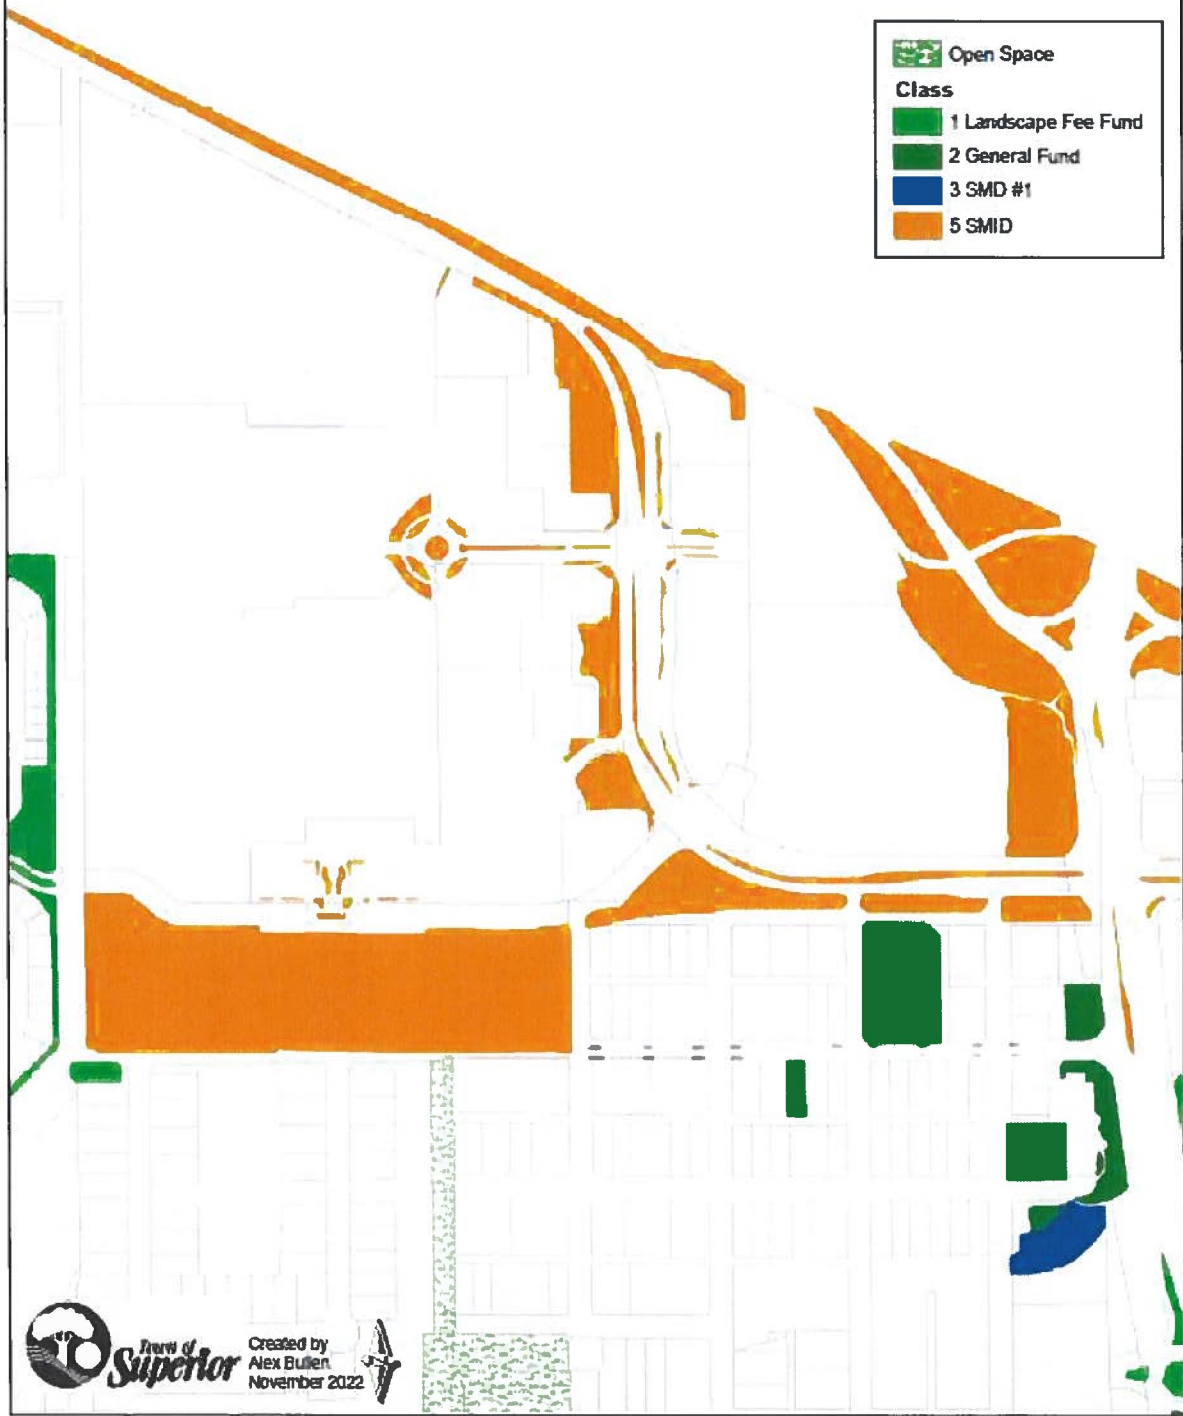 Open Space
Class
1 Landscape Fee Fund
2 General Fund
3 SMD #1
5 SMID
Town of
Superior
Created by
Alex Bullen
November 2022